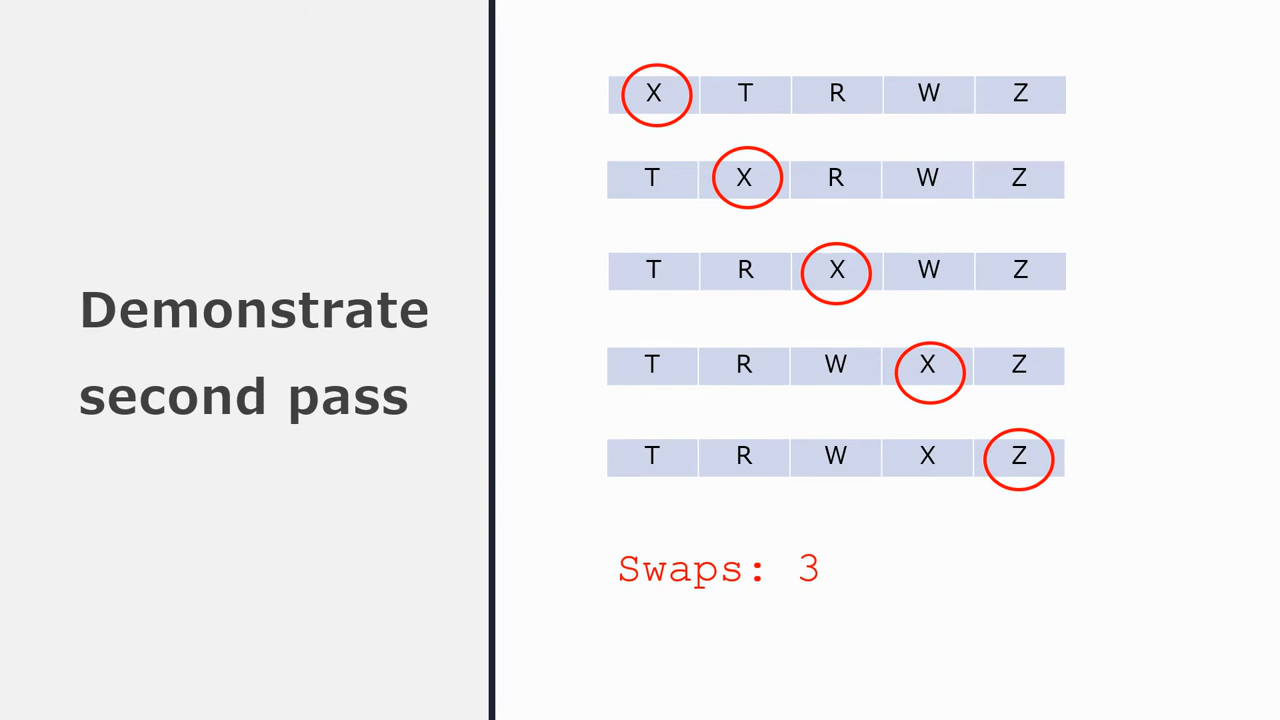 Demonstrate
second pass
X T R W Z
T X R W Z
T R X W Z
T R W X Z
T R W X Z
Swaps: 3